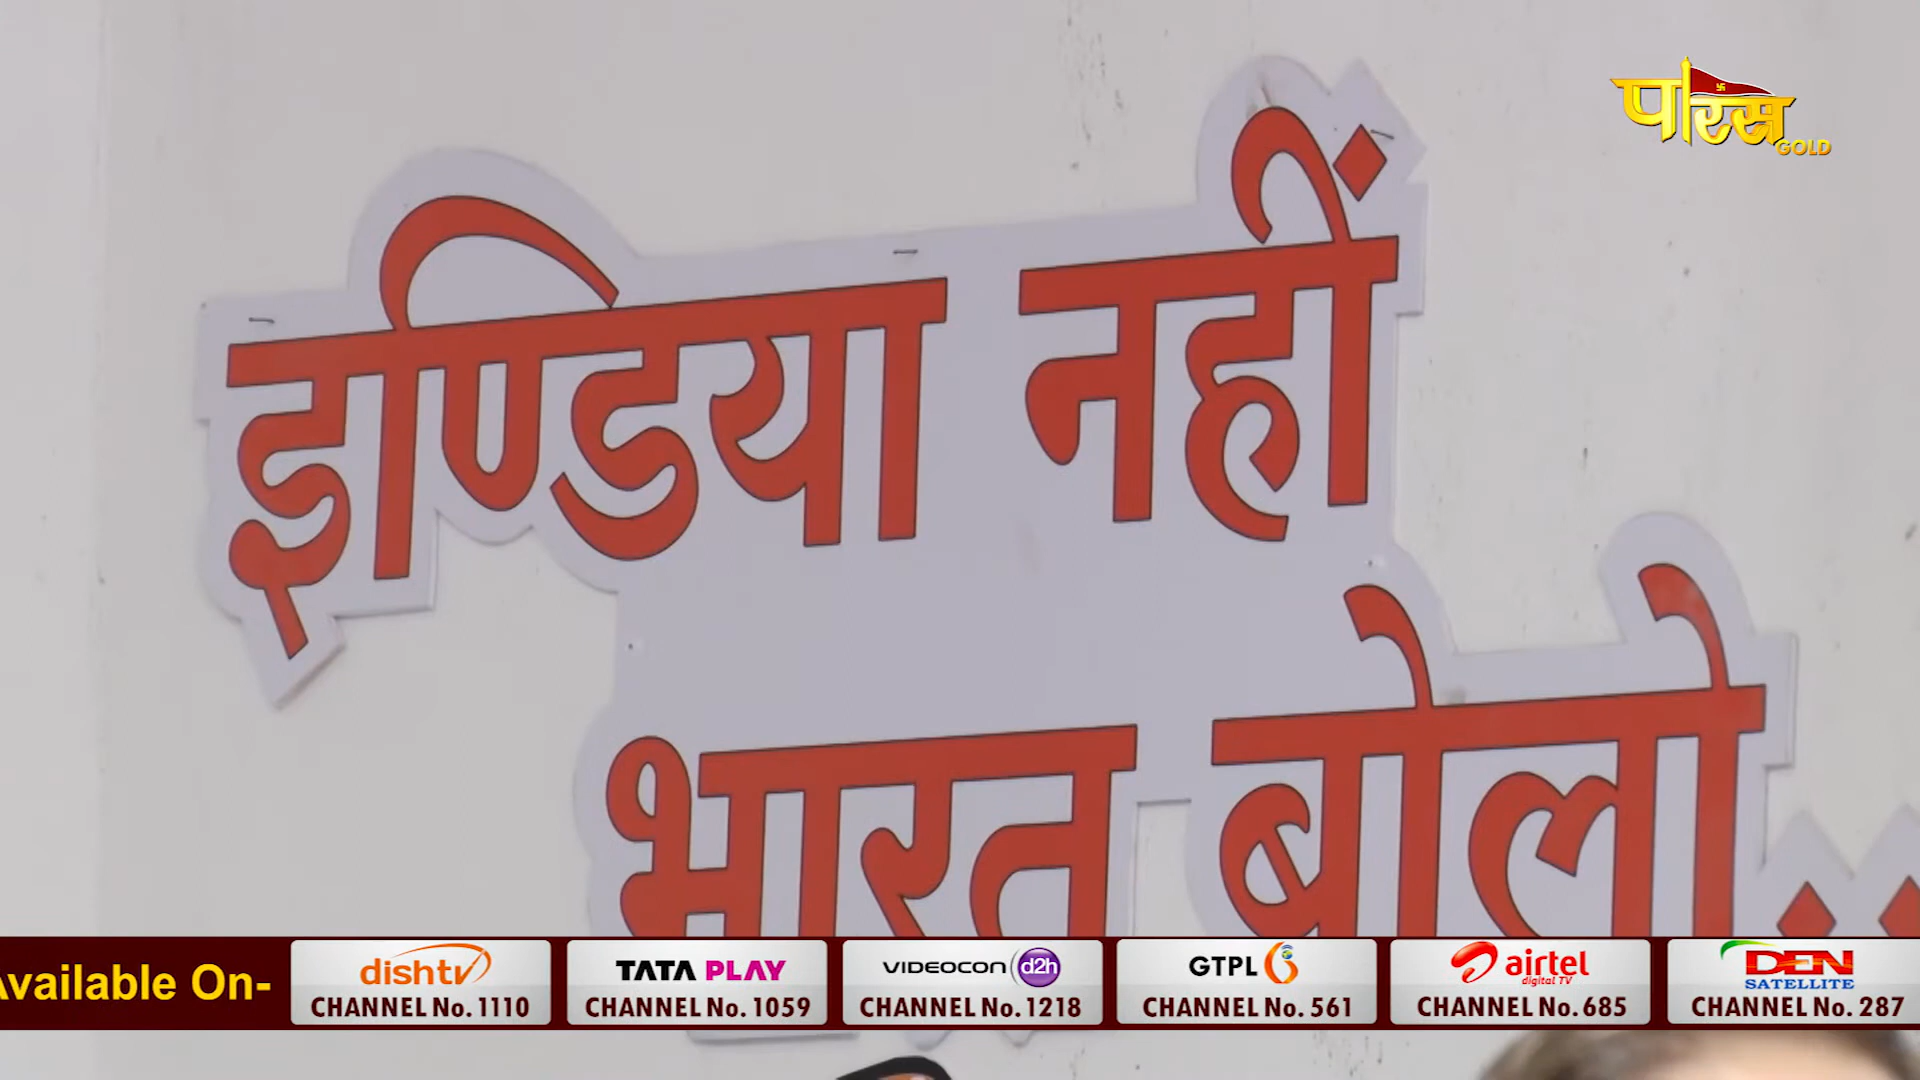 पारस
GOLD
इण्डिया नहीं
भारत बोलो..
Available On-
dishtv
CHANNEL No. 1110
TATA PLAY
CHANNEL No. 1059
VIDEOCON d2h
CHANNEL No. 1218
GTPL
CHANNEL No. 561
airtel
digital TV
CHANNEL No. 685
DEN
SATELLITE
CHANNEL No. 287